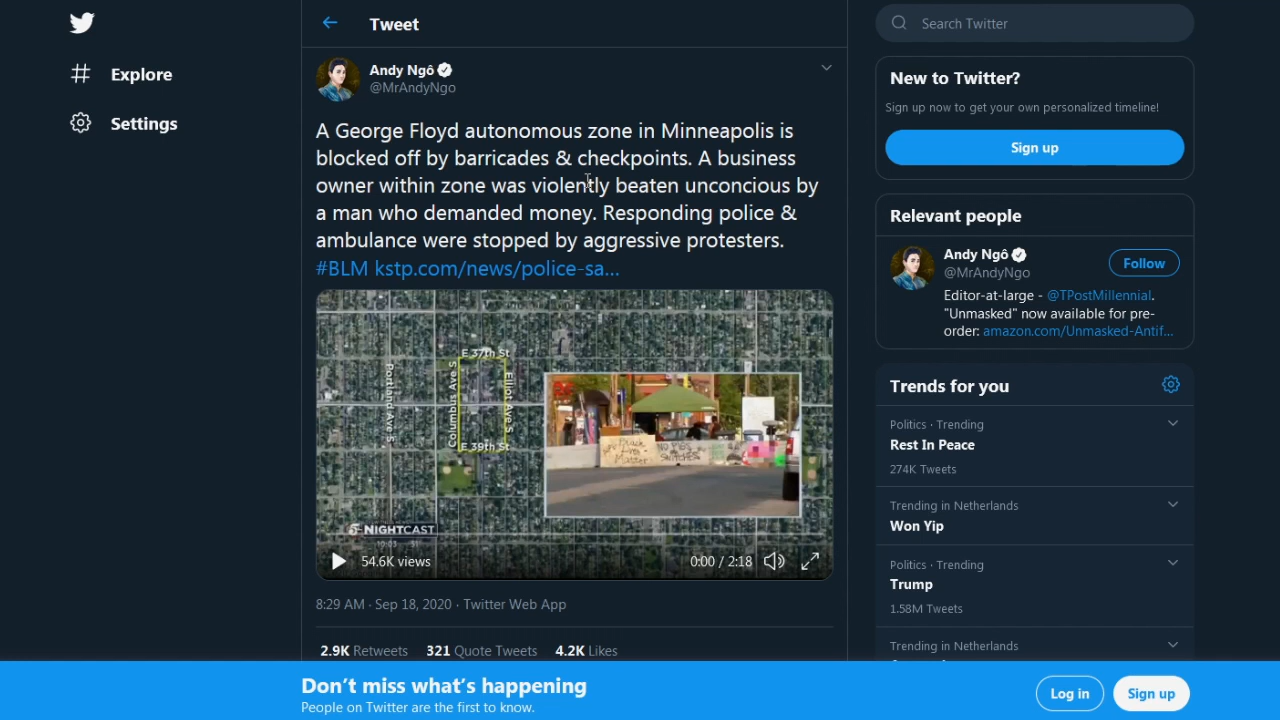 Tweet
Explore
Settings
Andy Ngô
@MrAndyNgo
A George Floyd autonomous zone in Minneapolis is
blocked off by barricades & checkpoints. A business
owner within zone was violently beaten unconcious by
a man who demanded money. Responding police &
ambulance were stopped by aggressive protesters.
#BLM kstp.com/news/police-sa...
E 37th St
Portland Ave S
Columbus Ave S
Elliot Ave S
E 39th St
Black
Lives
Matter
NIGHTCAST
54.6K views
0:00 / 2:18
8:29 AM · Sep 18, 2020 · Twitter Web App
2.9K Retweets 321 Quote Tweets 4.2K Likes
Search Twitter
New to Twitter?
Sign up now to get your own personalized timeline!
Sign up
Relevant people
Andy Ngô
@MrAndyNgo
Follow
Editor-at-large - @TPostMillennial.
"Unmasked" now available for pre-
order: amazon.com/Unmasked-Antif...
Trends for you
Politics · Trending
Rest In Peace
274K Tweets
Trending in Netherlands
Won Yip
Politics · Trending
Trump
1.58M Tweets
Trending in Netherlands
Don't miss what's happening
People on Twitter are the first to know.
Log in
Sign up